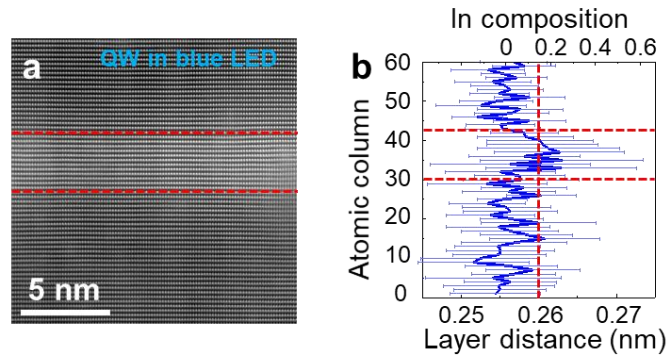 a
QW in blue LED
5 nm
b
In composition
0 0.2 0.4 0.6
Atomic column
60
50
40
30
20
10
0
0.25 0.26 0.27
Layer distance (nm)